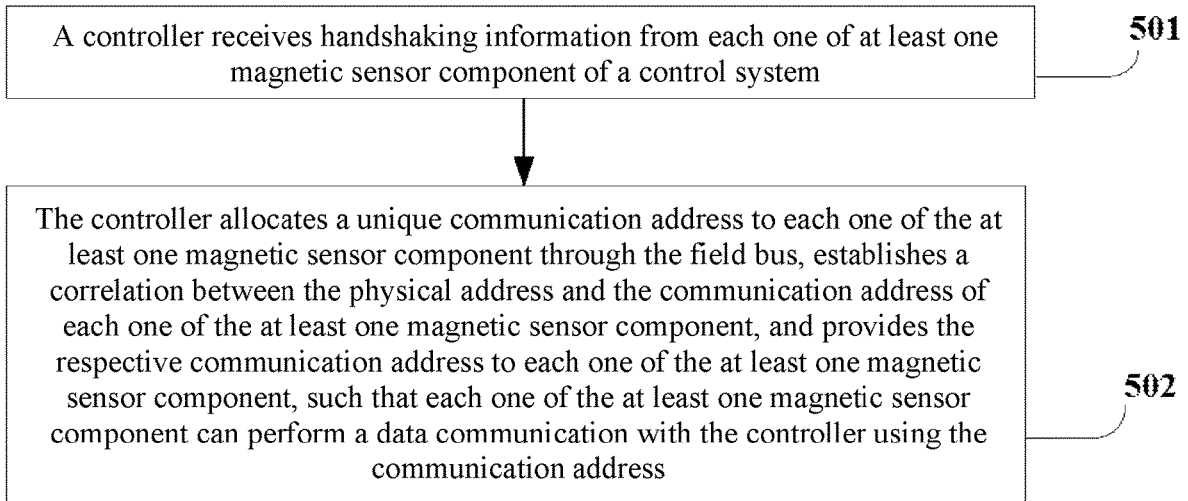 A controller receives handshaking information from each one of at least one
magnetic sensor component of a control system
501
The controller allocates a unique communication address to each one of the at
least one magnetic sensor component through the field bus, establishes a
correlation between the physical address and the communication address of
each one of the at least one magnetic sensor component, and provides the
respective communication address to each one of the at least one magnetic
sensor component, such that each one of the at least one magnetic sensor
component can perform a data communication with the controller using the
communication address
502